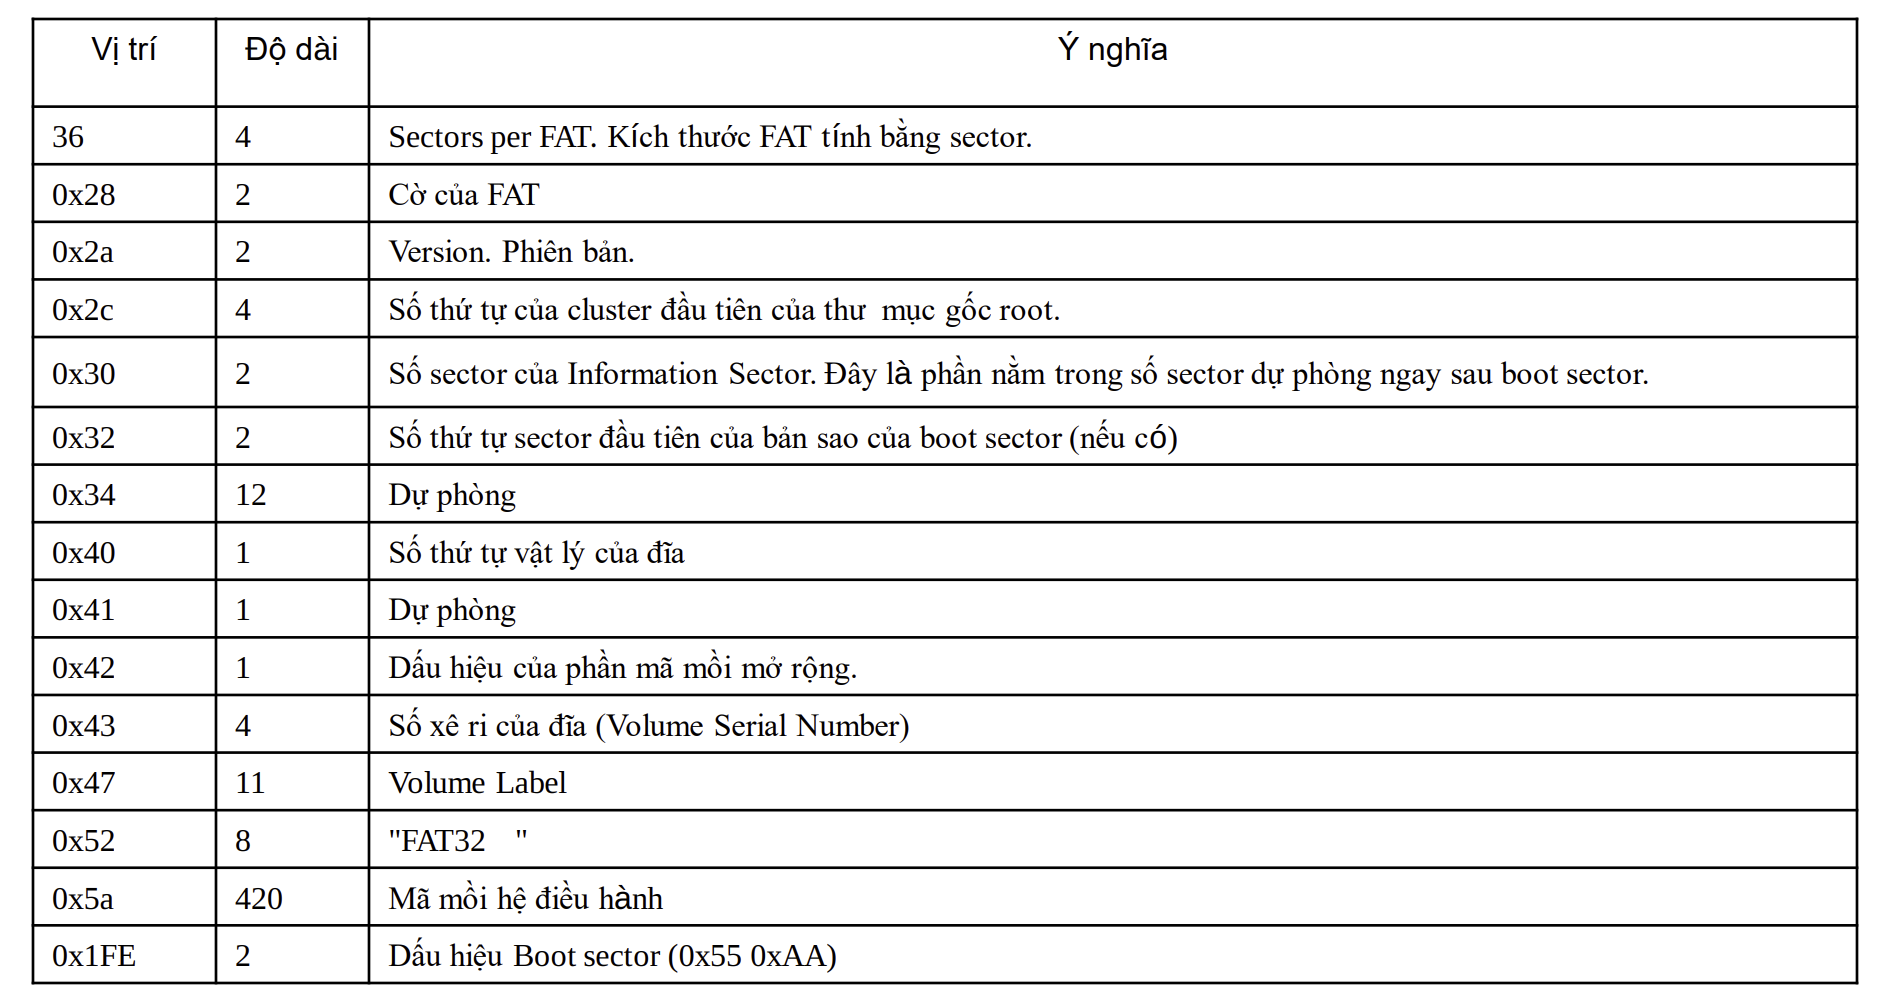 Vị trí Độ dài Ý nghĩa
36 4 Sectors per FAT. Kích thước FAT tính bằng sector.
0x28 2 Cờ của FAT
0x2a 2 Version. Phiên bản.
0x2c 4 Số thứ tự của cluster đầu tiên của thư mục gốc root.
0x30 2 Số sector của Information Sector. Đây là phần nằm trong số sector dự phòng ngay sau boot sector.
0x32 2 Số thứ tự sector đầu tiên của bản sao của boot sector (nếu có)
0x34 12 Dự phòng
0x40 1 Số thứ tự vật lý của đĩa
0x41 1 Dự phòng
0x42 1 Dấu hiệu của phần mã mồi mở rộng.
0x43 4 Số xê ri của đĩa (Volume Serial Number)
0x47 11 Volume Label
0x52 8 "FAT32 "
0x5a 420 Mã mồi hệ điều hành
0x1FE 2 Dấu hiệu Boot sector (0x55 0xAA)